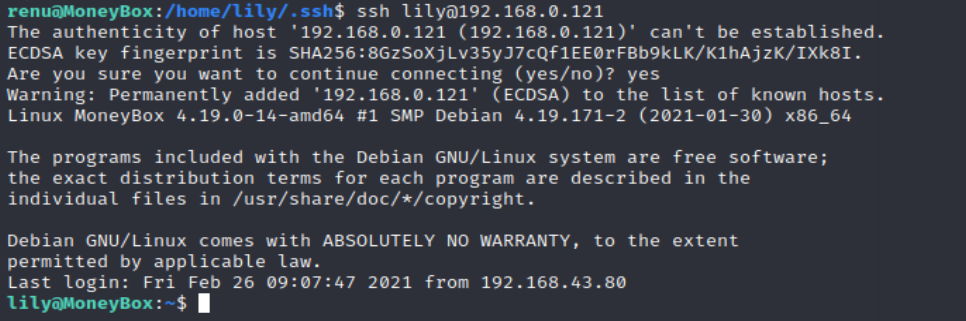 renu@MoneyBox:/home/lily/.ssh$ ssh lily@192.168.0.121
The authenticity of host '192.168.0.121 (192.168.0.121)' can't be established.
ECDSA key fingerprint is SHA256:8GzSoXjLv35yJ7cQf1EE0rFBb9kLK/K1hAjzK/IXk8I.
Are you sure you want to continue connecting (yes/no)? yes
Warning: Permanently added '192.168.0.121' (ECDSA) to the list of known hosts.
Linux MoneyBox 4.19.0-14-amd64 #1 SMP Debian 4.19.171-2 (2021-01-30) x86_64
The programs included with the Debian GNU/Linux system are free software;
the exact distribution terms for each program are described in the
individual files in /usr/share/doc/*/copyright.
Debian GNU/Linux comes with ABSOLUTELY NO WARRANTY, to the extent
permitted by applicable law.
Last login: Fri Feb 26 09:07:47 2021 from 192.168.43.80
lily@MoneyBox:~$